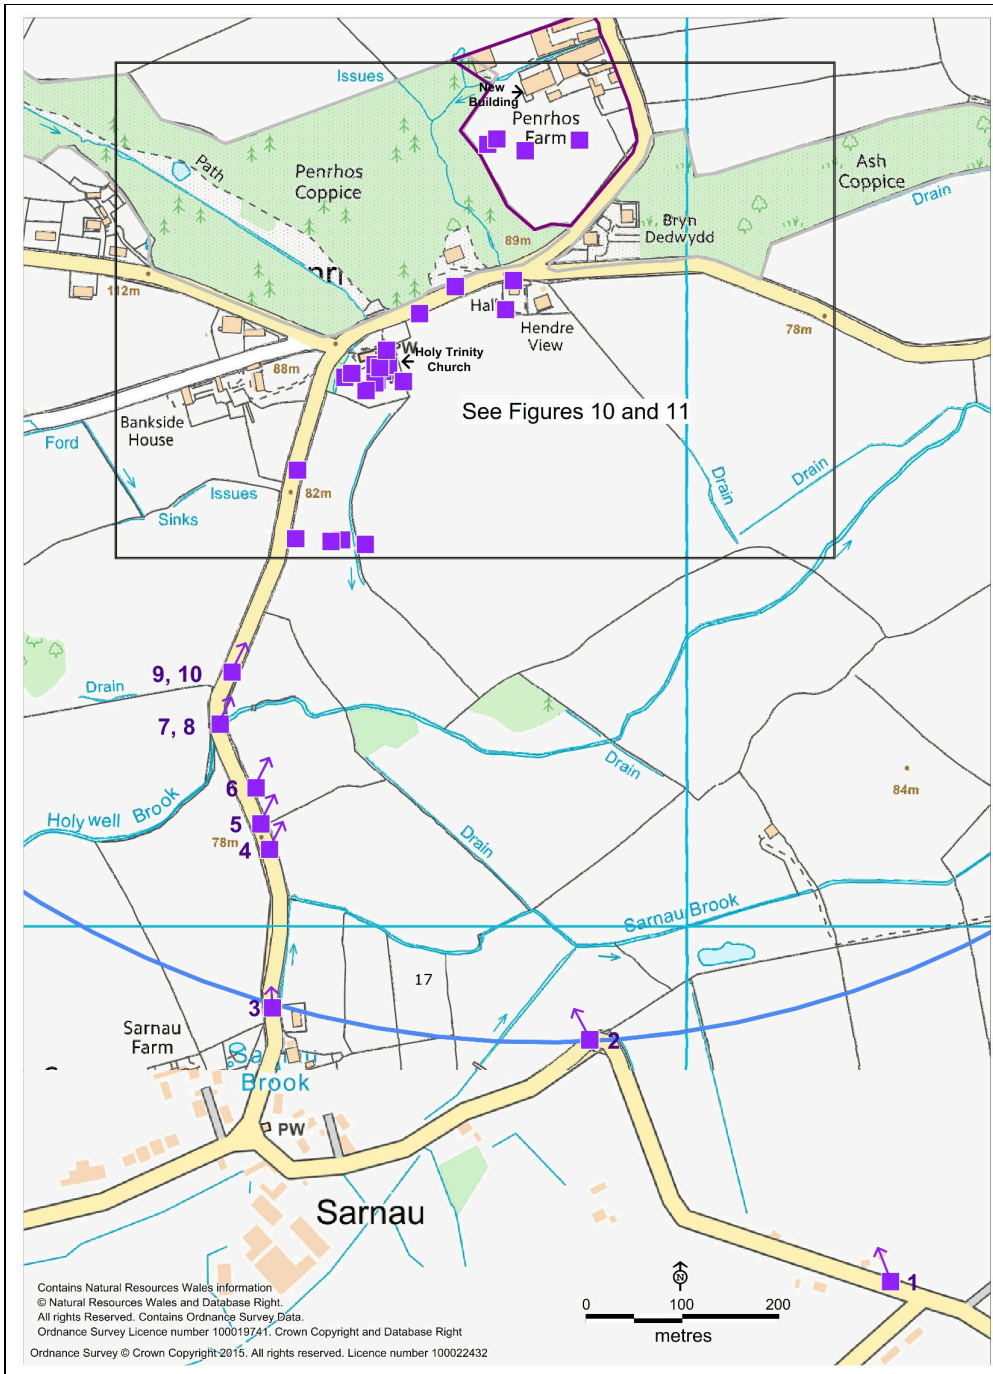 Issues
New
Building
Penrhos
Farm
Path
Penrhos
Coppice
Ash
Coppice
Drain
Bryn
Dedwydd
89m
112m
Hall
Hendre
View
78m
PW
Holy Trinity
Church
88m
See Figures 10 and 11
Bankside
House
Ford
Drain
Drain
Issues
82m
Sinks
9, 10
Drain
7, 8
Drain
6
84m
Holywell Brook
5
78m
4
Drain
Sarnau Brook
17
3
Sarnau
Farm
2
Brook
PW
Sarnau
1
N
Contains Natural Resources Wales information
© Natural Resources Wales and Database Right.
All rights Reserved. Contains Ordnance Survey Data.
Ordnance Survey Licence number 100019741. Crown Copyright and Database Right
0 100 200
metres
Ordnance Survey © Crown Copyright 2015. All rights reserved. Licence number 100022432